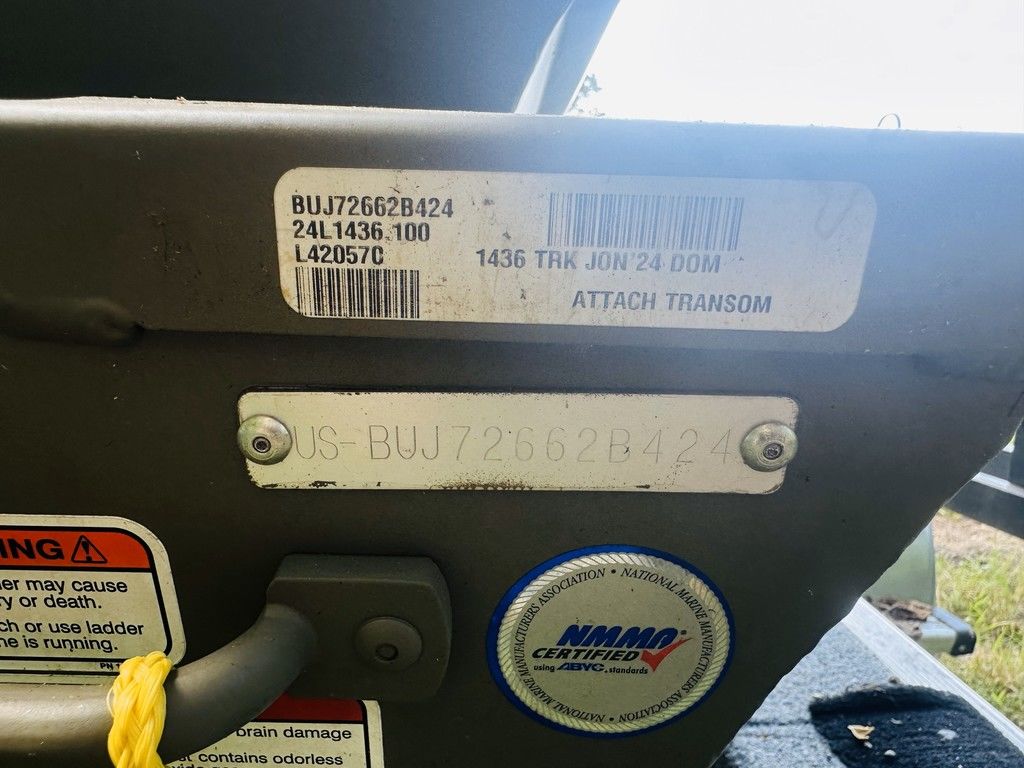 BUJ72662B424
24L1436.100
L42057C
1436 TRK JON'24 DOM
ATTACH TRANSOM
US-BUJ72662B424
ING
may cause
or death.
or use ladder
is running.
NATIONAL MARINE MANUFACTURERS ASSOCIATION • NATIONAL MARINE MANUFACTURERS ASSOCIATION •
NMMA
CERTIFIED
using ABYC standards
brain damage
contains odorless